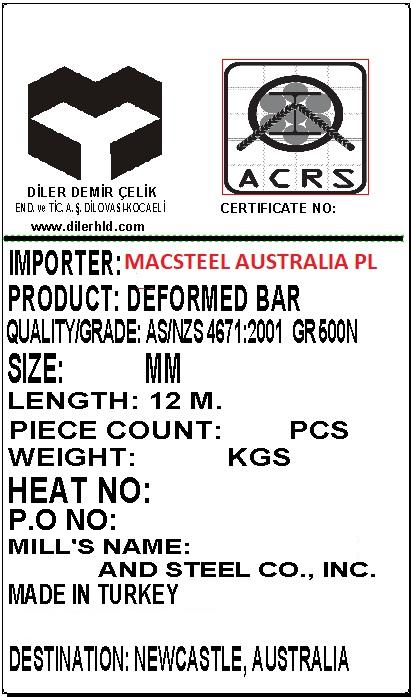 DİLER DEMİR ÇELİK
END. ve TİC. A.Ş. DİLOVASI-KOCAELİ
www.dilerhld.com
ACRS
CERTIFICATE NO:
IMPORTER: MACSTEEL AUSTRALIA PL
PRODUCT: DEFORMED BAR
QUALITY/GRADE: AS/NZS 4671:2001 GR 500N
SIZE: MM
LENGTH: 12 M.
PIECE COUNT: PCS
WEIGHT: KGS
HEAT NO:
P.O NO:
MILL'S NAME:
AND STEEL CO., INC.
MADE IN TURKEY
DESTINATION: NEWCASTLE, AUSTRALIA